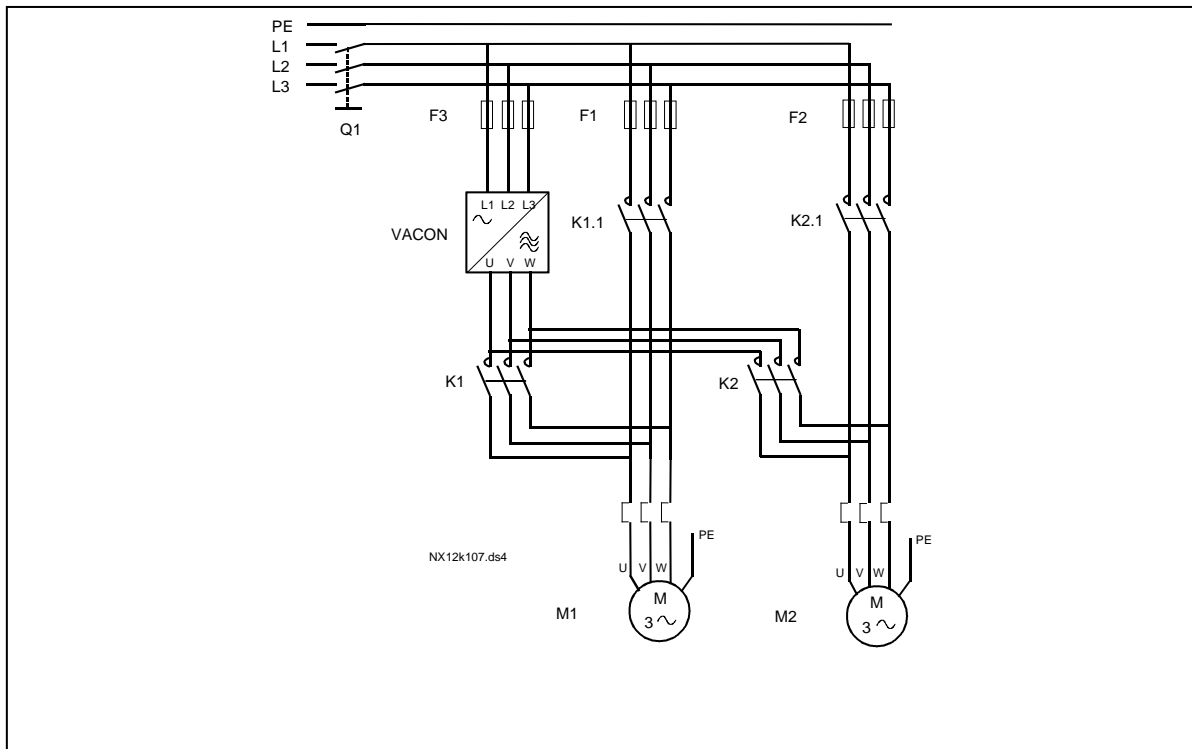 PE
L1
L2
L3
Q1
F3
F1
F2
L1 L2 L3
VACON
U V W
K1.1
K2.1
K1
K2
NX12k107.ds4
PE
U V W
M
3
M1
PE
U V W
M
3
M2